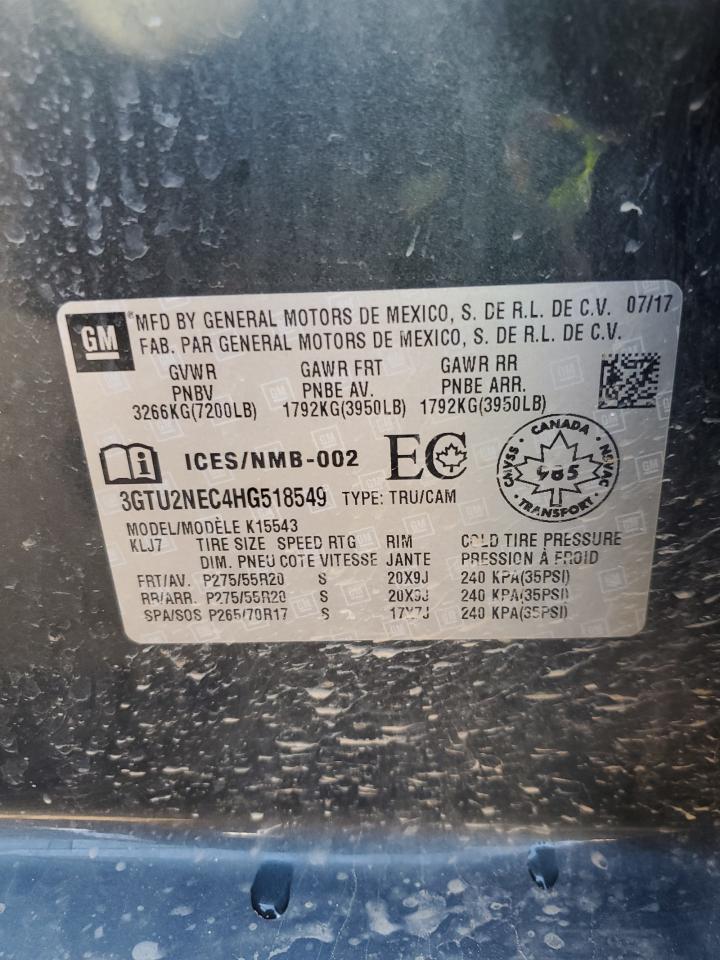 GM
MFD BY GENERAL MOTORS DE MEXICO, S. DE R.L. DE C.V. 07/17
FAB. PAR GENERAL MOTORS DE MEXICO, S. DE R.L. DE C.V.
GVWR GAWR FRT GAWR RR
PNBV PNBE AV. PNBE ARR.
3266KG(7200LB) 1792KG(3950LB) 1792KG(3950LB)
ICES/NMB-002 EC
CANADA
CMVSS 985 NSVAC
TRANSPORT
3GTU2NEC4HG518549 TYPE: TRU/CAM
MODEL/MODÈLE K15543
KLJ7 TIRE SIZE SPEED RTG RIM COLD TIRE PRESSURE
DIM. PNEU COTE VITESSE JANTE PRESSION À FROID
FRT/AV. P275/55R20 S 20X9J 240 KPA(35PSI)
RR/ARR. P275/55R20 S 20X9J 240 KPA(35PSI)
SPA/SOS P265/70R17 S 17X7J 240 KPA(35PSI)